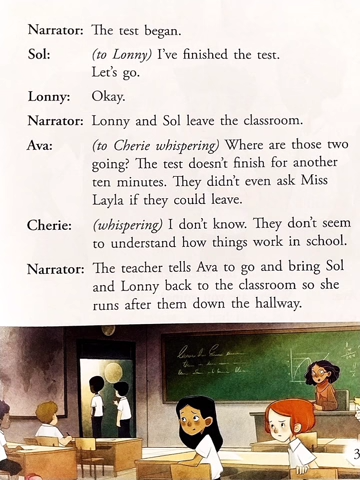 Narrator: The test began.
Sol: (to Lonny) I've finished the test.
Let's go.
Lonny: Okay.
Narrator: Lonny and Sol leave the classroom.
Ava: (to Cherie whispering) Where are those two
going? The test doesn't finish for another
ten minutes. They didn't even ask Miss
Layla if they could leave.
Cherie: (whispering) I don't know. They don't seem
to understand how things work in school.
Narrator: The teacher tells Ava to go and bring Sol
and Lonny back to the classroom so she
runs after them down the hallway.
3